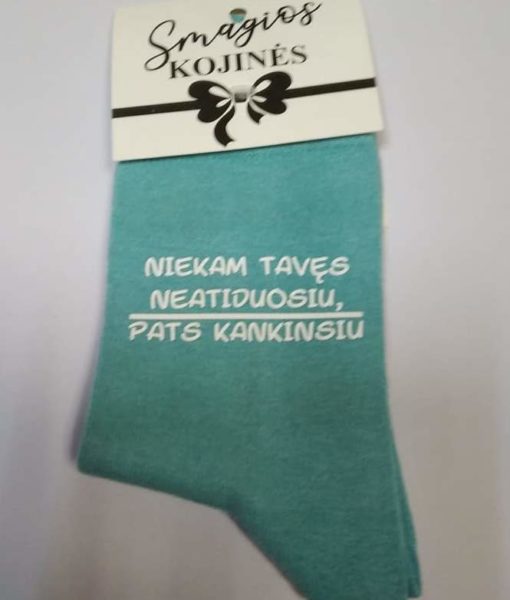 Smagios
KOJINĖS
NIEKAM TAVĘS
NEATIDUOSIU,
PATS KANKINSIU